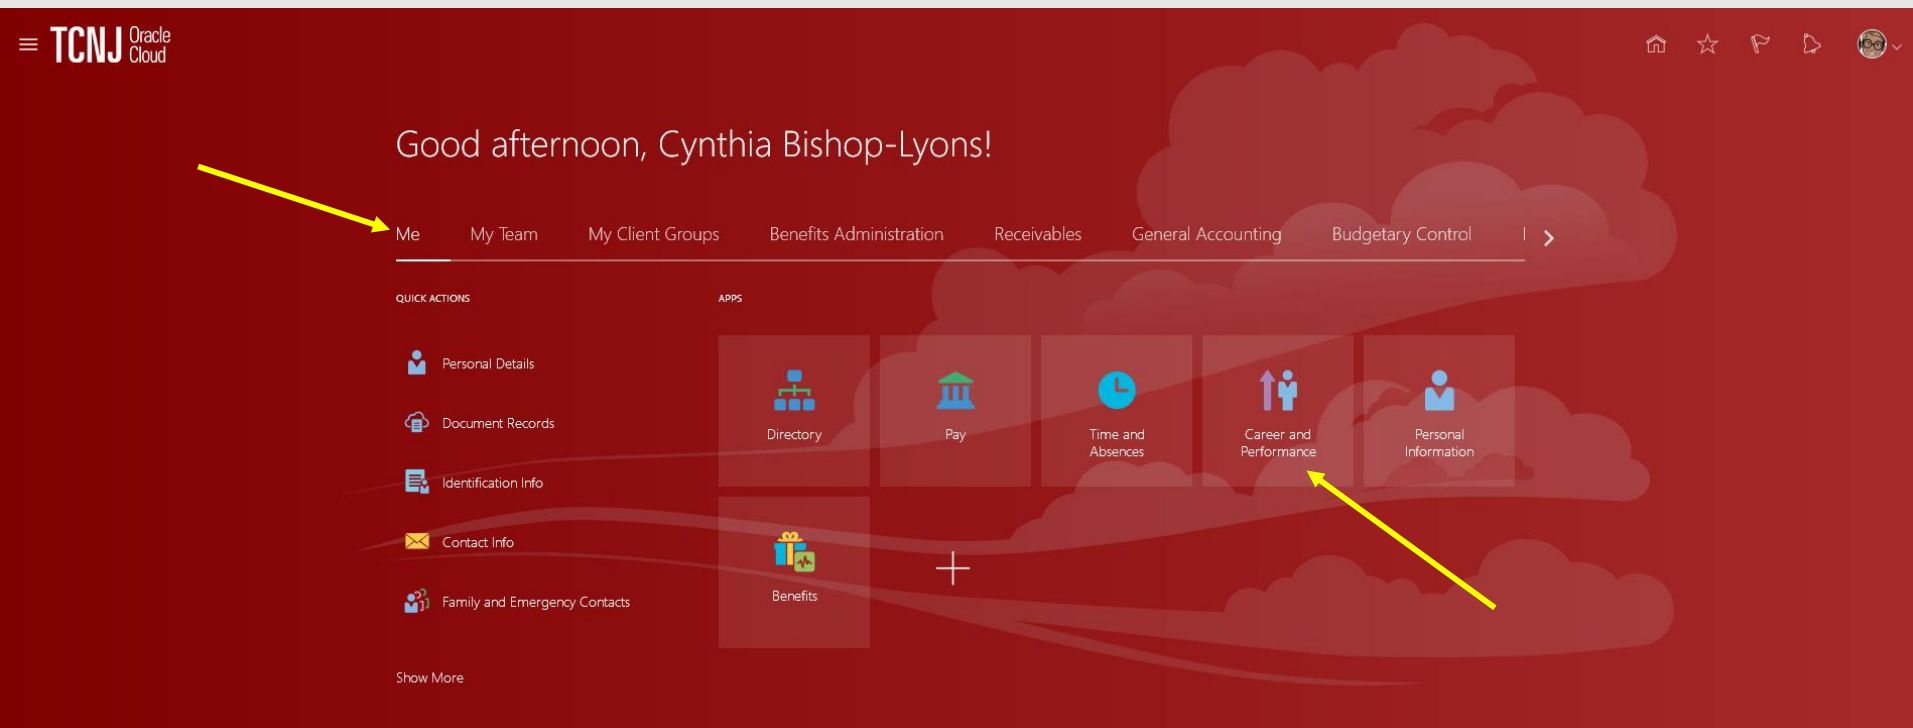 TCNJ Oracle Cloud
Good afternoon, Cynthia Bishop-Lyons!
Me My Team My Client Groups Benefits Administration Receivables General Accounting Budgetary Control
QUICK ACTIONS
Personal Details
Document Records
Identification Info
Contact Info
Family and Emergency Contacts
Show More
APPS
Directory
Pay
Time and
Absences
Career and
Performance
Personal
Information
Benefits